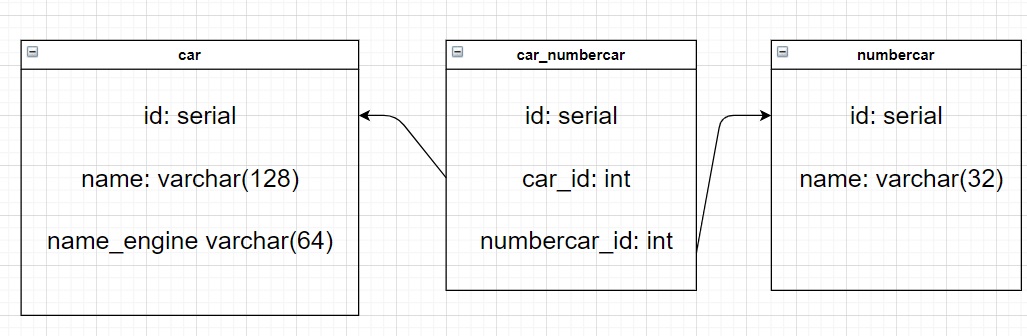 car
id: serial
name: varchar(128)
name_engine varchar(64)
car_numbercar
id: serial
car_id: int
numbercar_id: int
numbercar
id: serial
name: varchar(32)